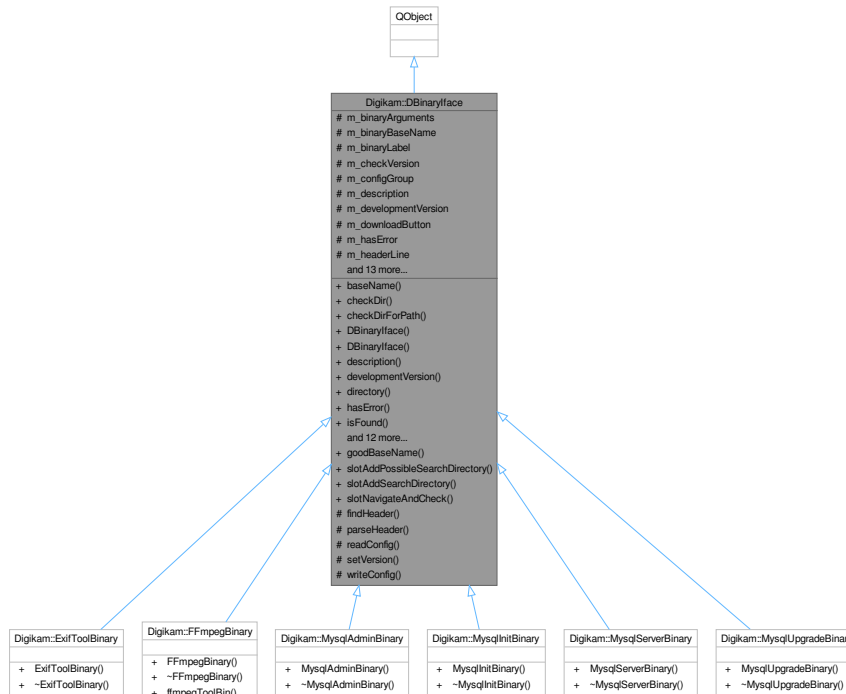 QObject
Digikam::DBinaryIface
# m_binaryArguments
# m_binaryBaseName
# m_binaryLabel
# m_checkVersion
# m_configGroup
# m_description
# m_developmentVersion
# m_downloadButton
# m_hasError
# m_headerLine
and 13 more...
+ baseName()
+ checkDir()
+ checkDirForPath()
+ DBinaryIface()
+ DBinaryIface()
+ description()
+ developmentVersion()
+ directory()
+ hasError()
+ isFound()
and 12 more...
+ goodBaseName()
+ slotAddPossibleSearchDirectory()
+ slotAddSearchDirectory()
+ slotNavigateAndCheck()
# findHeader()
# parseHeader()
# readConfig()
# setVersion()
# writeConfig()
Digikam::ExifToolBinary
+ ExifToolBinary()
+ ~ExifToolBinary()
Digikam::FFmpegBinary
+ FFmpegBinary()
+ ~FFmpegBinary()
+ ffmpegToolBin()
Digikam::MysqlAdminBinary
+ MysqlAdminBinary()
+ ~MysqlAdminBinary()
Digikam::MysqlInitBinary
+ MysqlInitBinary()
+ ~MysqlInitBinary()
Digikam::MysqlServerBinary
+ MysqlServerBinary()
+ ~MysqlServerBinary()
Digikam::MysqlUpgradeBinar
+ MysqlUpgradeBinary()
+ ~MysqlUpgradeBinary()